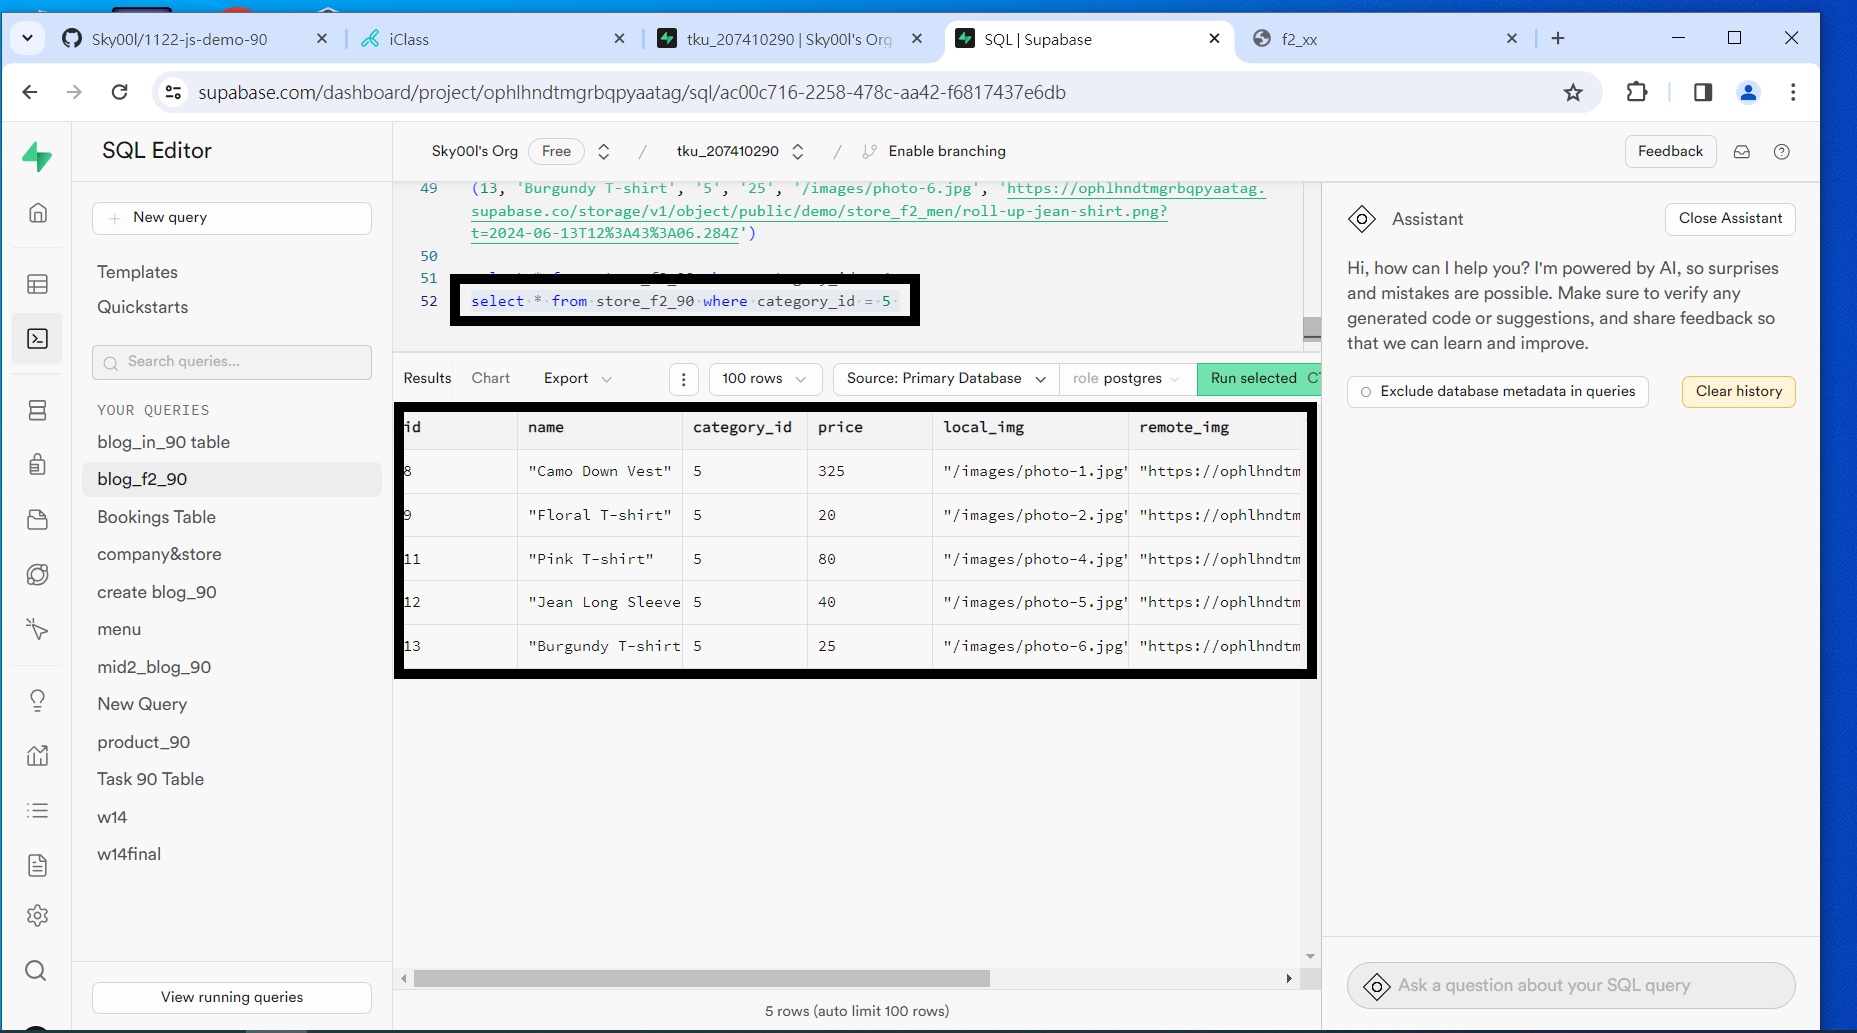 Sky00l/1122-js-demo-90
iClass
tku_207410290 | Sky00l's Org
SQL | Supabase
f2_xx
supabase.com/dashboard/project/ophlhndtmgrbqpyaatag/sql/ac00c716-2258-478c-aa42-f6817437e6db
SQL Editor
Sky00l's Org Free / tku_207410290 / Enable branching
Feedback
New query
Templates
Quickstarts
Search queries...
YOUR QUERIES
blog_in_90 table
blog_f2_90
Bookings Table
company&store
create blog_90
menu
mid2_blog_90
New Query
product_90
Task 90 Table
w14
w14final
View running queries
49 (13, 'Burgundy T-shirt', '5', '25', '/images/photo-6.jpg', 'https://ophlhndtmgrbqpyaatag.
supabase.co/storage/v1/object/public/demo/store_f2_men/roll-up-jean-shirt.png?
t=2024-06-13T12%3A43%3A06.284Z')
50
51
52 select * from store_f2_90 where category_id = 5
Results Chart Export 100 rows Source: Primary Database role postgres Run selected
id name category_id price local_img remote_img
8 "Camo Down Vest" 5 325 "/images/photo-1.jpg" "https://ophlhndtm
9 "Floral T-shirt" 5 20 "/images/photo-2.jpg" "https://ophlhndtm
11 "Pink T-shirt" 5 80 "/images/photo-4.jpg" "https://ophlhndtm
12 "Jean Long Sleeve 5 40 "/images/photo-5.jpg" "https://ophlhndtm
13 "Burgundy T-shirt 5 25 "/images/photo-6.jpg" "https://ophlhndtm
5 rows (auto limit 100 rows)
Assistant
Close Assistant
Hi, how can I help you? I'm powered by AI, so surprises
and mistakes are possible. Make sure to verify any
generated code or suggestions, and share feedback so
that we can learn and improve.
Exclude database metadata in queries
Clear history
Ask a question about your SQL query